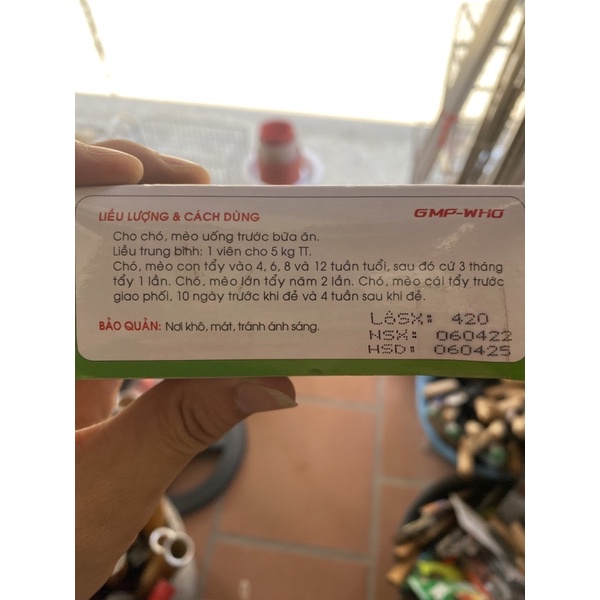 LIỀU LƯỢNG & CÁCH DÙNG
GMP-WHO
Cho chó, mèo uống trước bữa ăn.
Liều trung bình: 1 viên cho 5 kg TT.
Chó, mèo con tẩy vào 4, 6, 8 và 12 tuần tuổi, sau đó cứ 3 tháng
tẩy 1 lần. Chó, mèo lớn tẩy năm 2 lần. Chó, mèo cái tẩy trước
giao phối, 10 ngày trước khi đẻ và 4 tuần sau khi đẻ.
BẢO QUẢN: Nơi khô, mát, tránh ánh sáng.
LôSX: 420
NSX: 060422
HSD: 060425